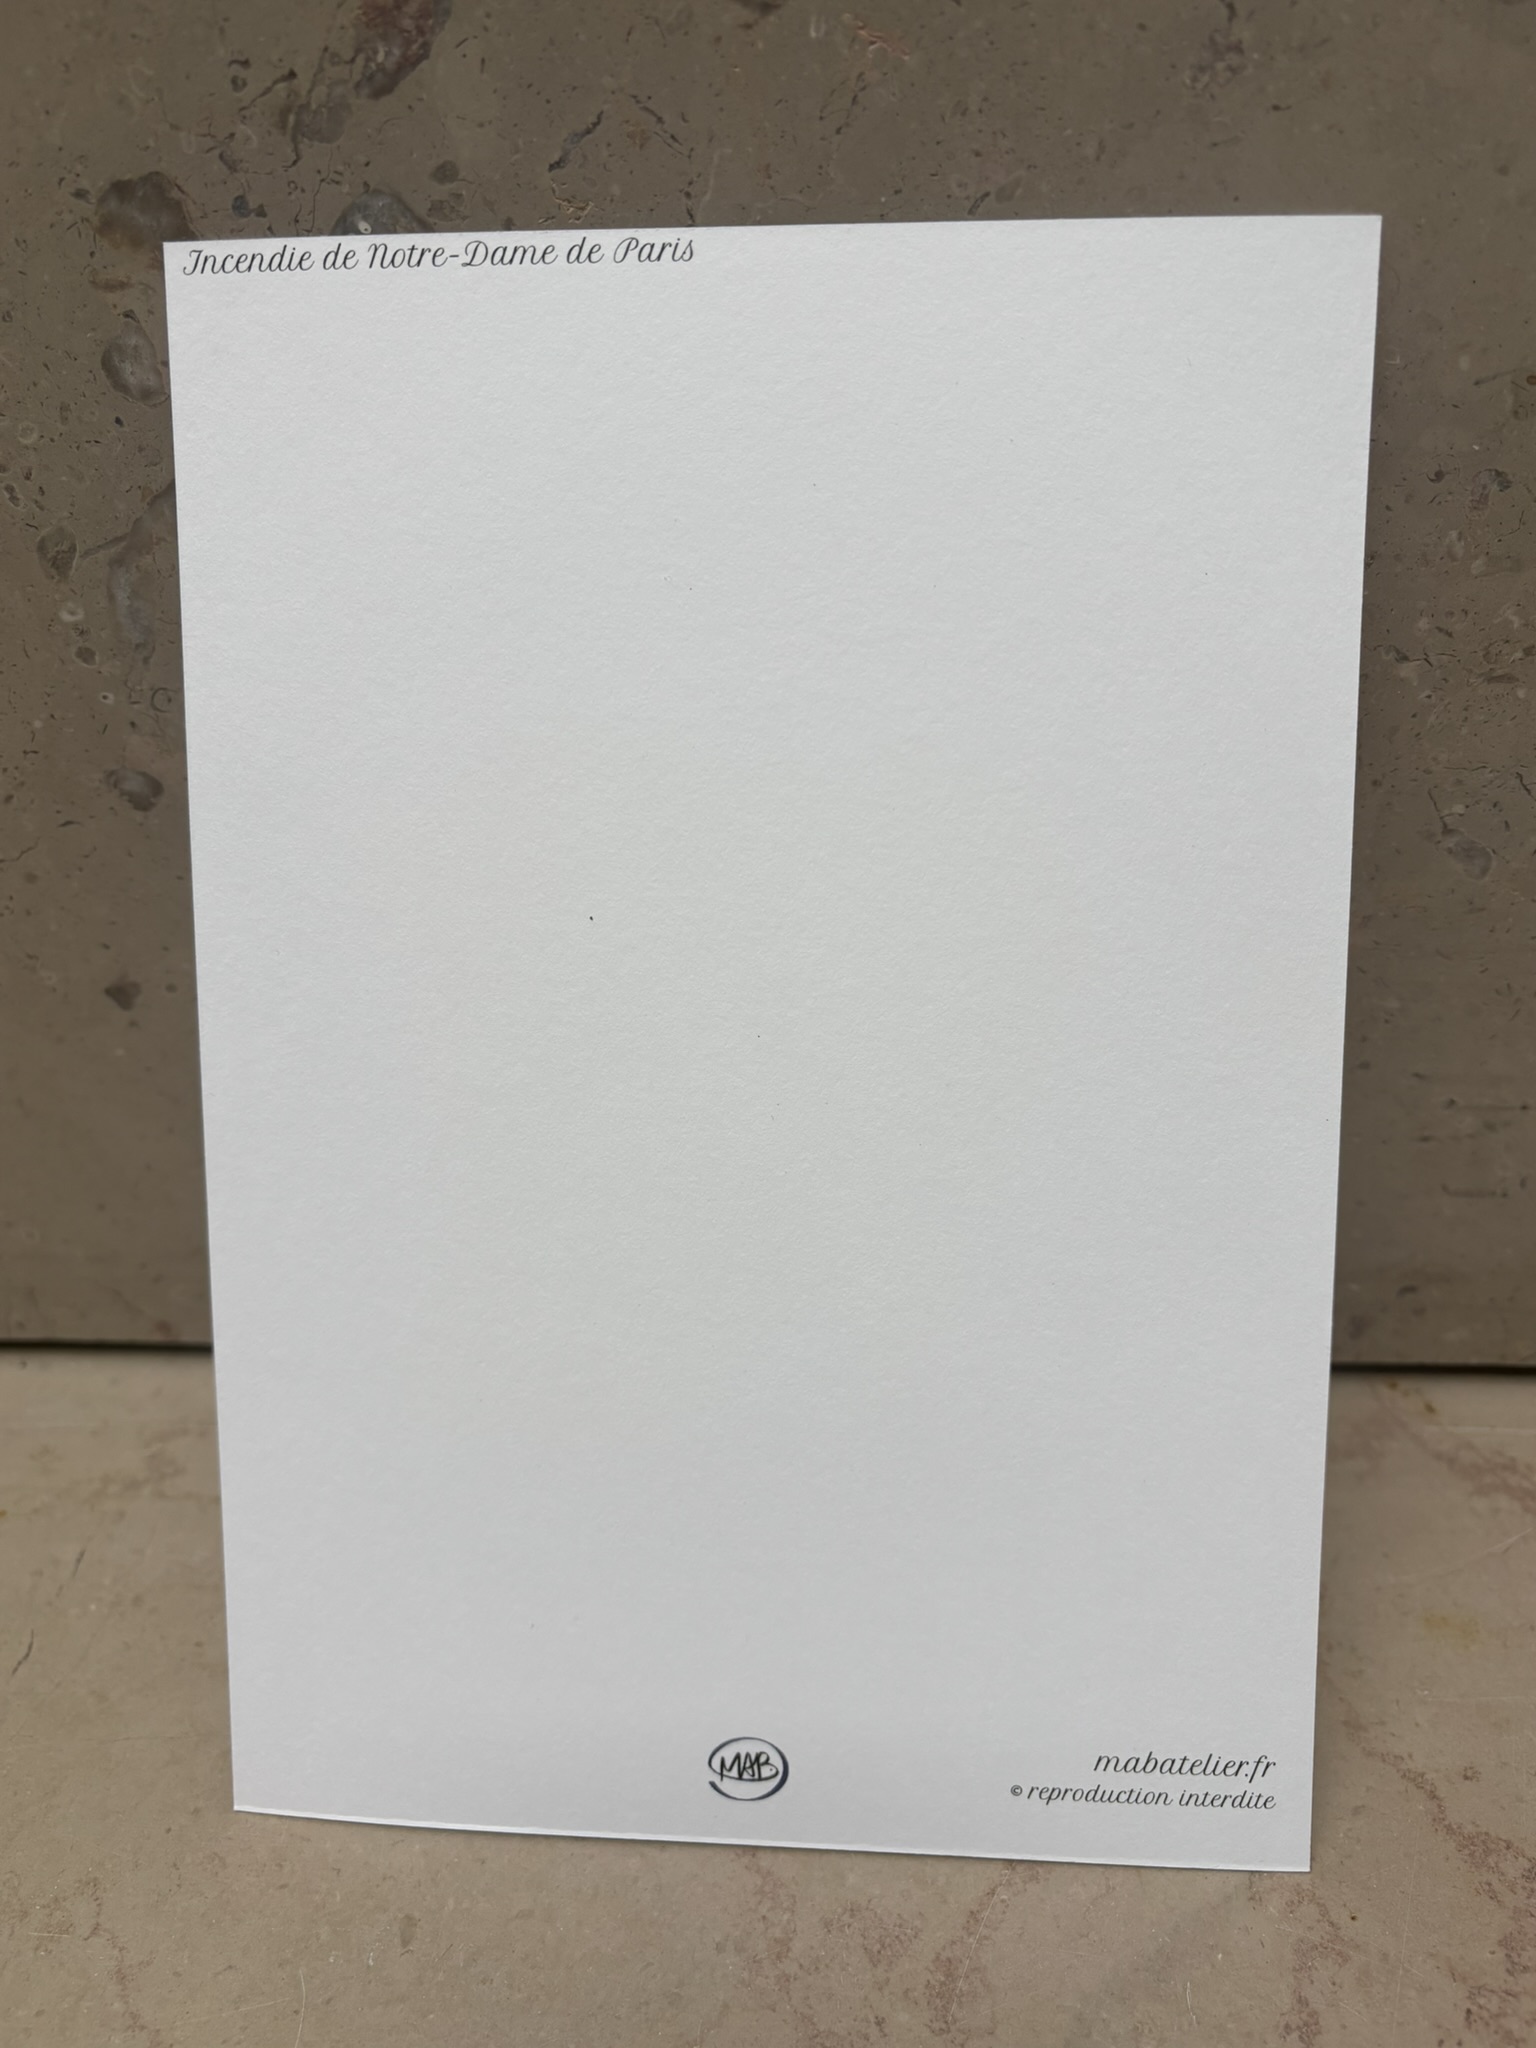 Incendie de Notre-Dame de Paris
MAB.
mabatelier.fr
© reproduction interdite